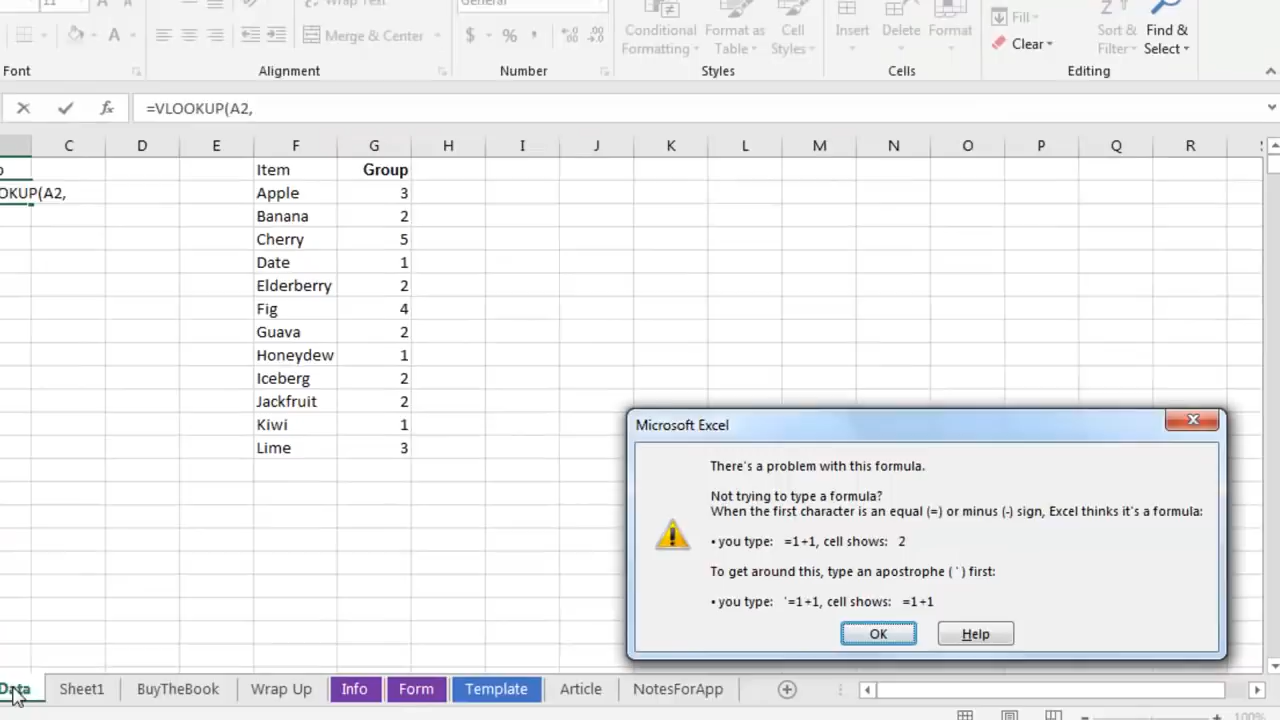 11
Wrap Text
General
Merge & Center
$
%
Conditional
Formatting
Format as
Table
Cell
Styles
Insert
Delete
Format
Fill
Clear
Sort &
Filter
Find &
Select
Font
Alignment
Number
Styles
Cells
Editing
fx
=VLOOKUP(A2,
C D E F G H I J K L M N O P Q R
Item Group
OKUP(A2, Apple 3
Banana 2
Cherry 5
Date 1
Elderberry 2
Fig 4
Guava 2
Honeydew 1
Iceberg 2
Jackfruit 2
Kiwi 1
Lime 3
Microsoft Excel
There's a problem with this formula.
Not trying to type a formula?
When the first character is an equal (=) or minus (-) sign, Excel thinks it's a formula:
• you type: =1+1, cell shows: 2
To get around this, type an apostrophe ( ' ) first:
• you type: '=1+1, cell shows: =1+1
OK Help
Data Sheet1 BuyTheBook Wrap Up Info Form Template Article NotesForApp
100%